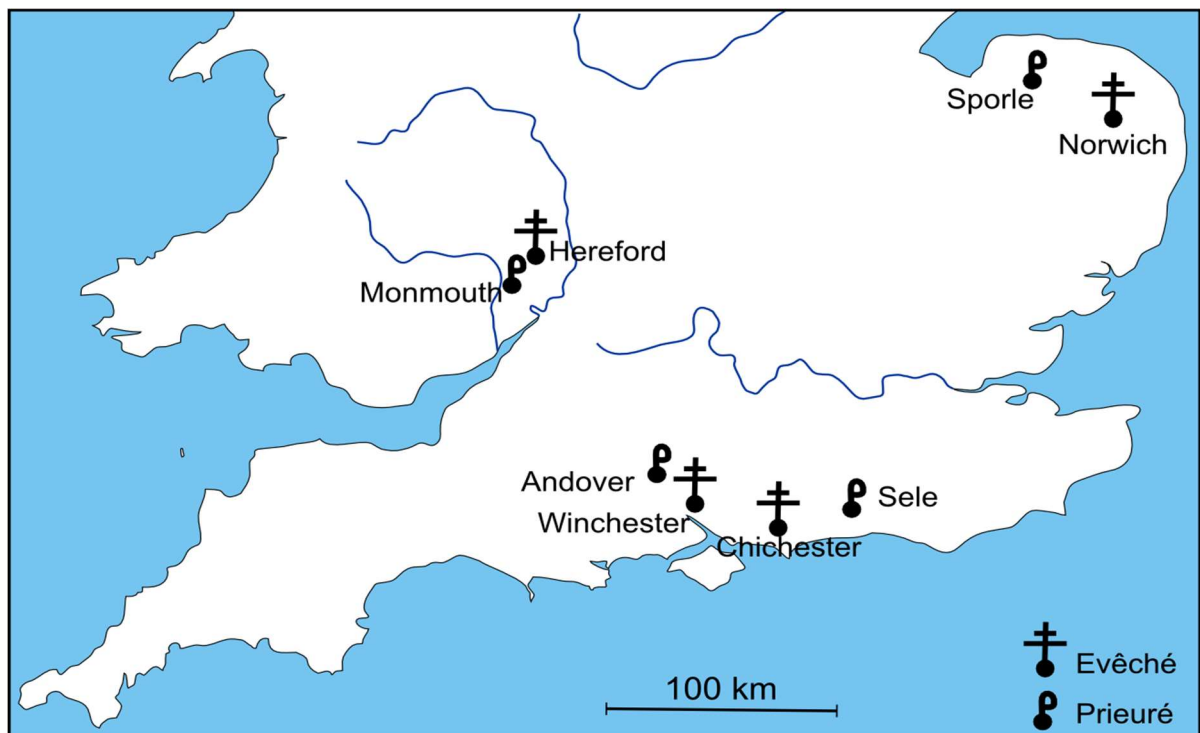 Sporle
Norwich
Hereford
Monmouth
Andover
Sele
Winchester
Chichester
Evêché
100 km
Prieuré